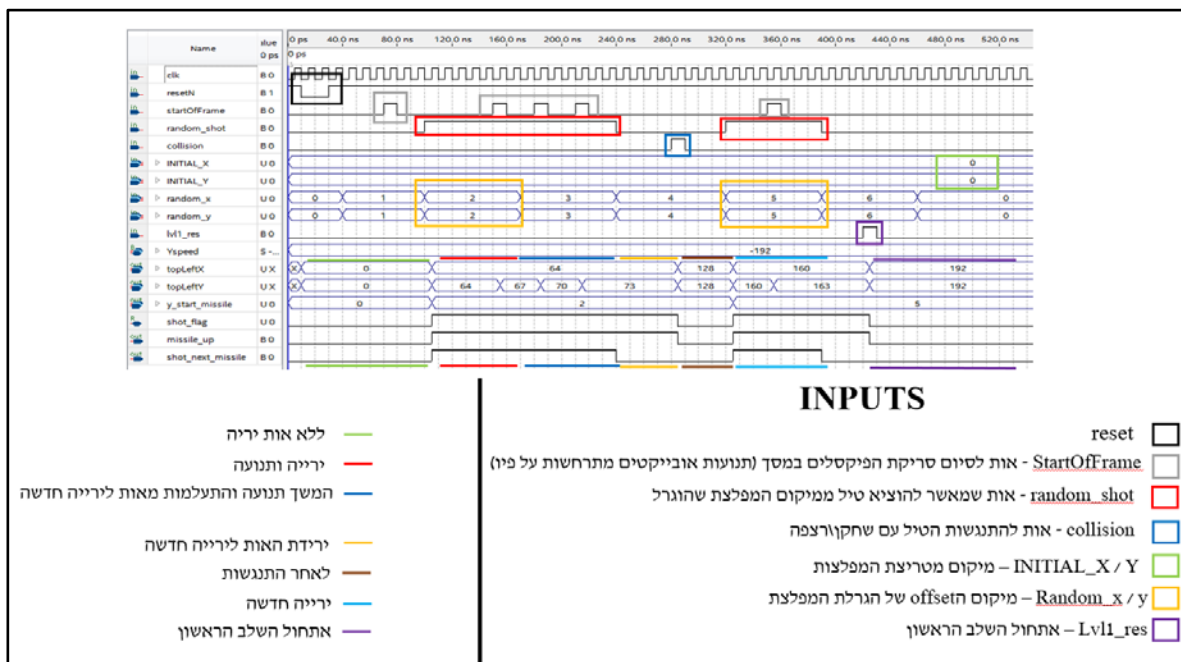 Name
alue
0 ps
0 ps 40.0 ns 80.0 ns 120.0 ns 160.0 ns 200.0 ns 240.0 ns 280.0 ns 320.0 ns 360.0 ns 400.0 ns 440.0 ns 480.0 ns 520.0 ns
0 ps
clk B 0
resetN B 1
startOfFrame B 0
random_shot B 0
collision B 0
INITIAL_X U 0 0
INITIAL_Y U 0 0
random_x U 0 0 1 2 3 4 5 6 0
random_y U 0 0 1 2 3 4 5 6 0
lvl1_res B 0
Yspeed S -... -192
topLeftX U X X 0 64 128 160 192
topLeftY U X X 0 64 67 70 73 128 160 163 192
y_start_missile U 0 0 2 5
shot_flag U 0
missile_up B 0
shot_next_missile B 0
INPUTS
reset
StartOfFrame - אות לסיום סריקת הפיקסלים במסך (תנועות אובייקטים מתרחשות על פיו)
random_shot - אות שמאשר להוציא טיל ממיקום המפלצת שהוגרל
collision - אות להתנגשות הטיל עם שחקן\רצפה
INITIAL_X / Y – מיקום מטריצת המפלצות
Random_x / y – מיקום הoffset של הגרלת המפלצת
Lvl1_res – אתחול השלב הראשון
ללא אות יריה
ירייה ותנועה
המשך תנועה והתעלמות מאות לירייה חדשה
ירידת האות לירייה חדשה
לאחר התנגשות
ירייה חדשה
אתחול השלב הראשון